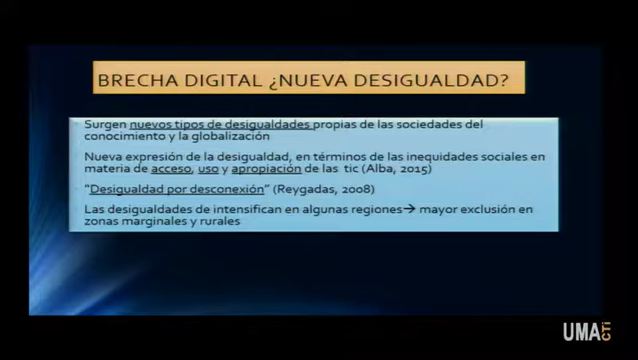 BRECHA DIGITAL ¿NUEVA DESIGUALDAD?
Surgen nuevos tipos de desigualdades propias de las sociedades del
conocimiento y la globalización
Nueva expresión de la desigualdad, en términos de las inequidades sociales en
materia de acceso, uso y apropiación de las tic (Alba, 2015)
"Desigualdad por desconexión" (Reygadas, 2008)
Las desigualdades de intensifican en algunas regiones→ mayor exclusión en
zonas marginales y rurales
UMA CTI